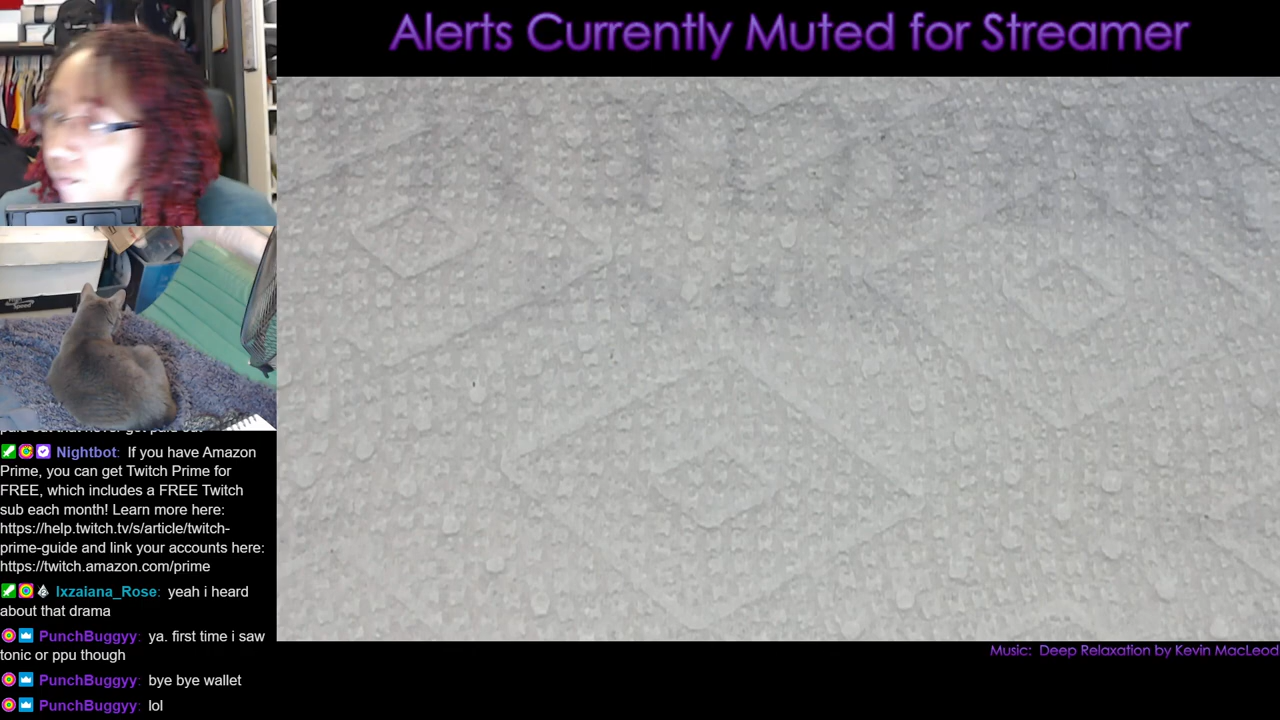 Alerts Currently Muted for Streamer
Nightbot: If you have Amazon
Prime, you can get Twitch Prime for
FREE, which includes a FREE Twitch
sub each month! Learn more here:
https://help.twitch.tv/s/article/twitch-
prime-guide and link your accounts here:
https://twitch.amazon.com/prime
Ixzaiana_Rose: yeah i heard
about that drama
PunchBuggyy: ya. first time i saw
tonic or ppu though
PunchBuggyy: bye bye wallet
PunchBuggyy: lol
Music: Deep Relaxation by Kevin MacLeod